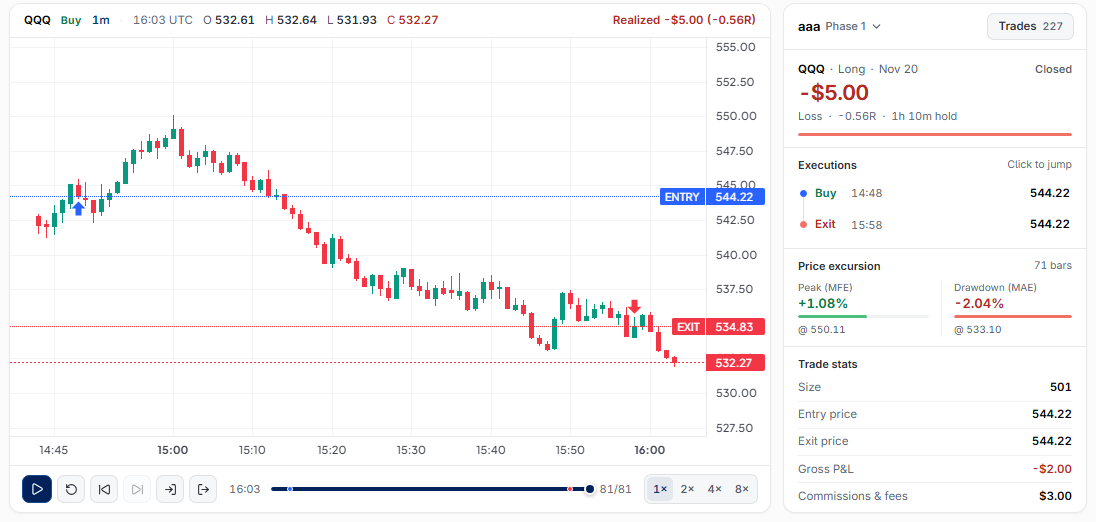 QQQ Buy 1m · 16:03 UTC O 532.61 H 532.64 L 531.93 C 532.27 Realized -$5.00 (-0.56R)
555.00
552.50
550.00
547.50
545.00
ENTRY 544.22
542.50
540.00
537.50
EXIT 534.83
532.27
530.00
527.50
14:45 15:00 15:10 15:20 15:30 15:40 15:50 16:00
16:03 81/81 1× 2× 4× 8×
aaa Phase 1 Trades 227
QQQ · Long · Nov 20 Closed
-$5.00
Loss · -0.56R · 1h 10m hold
Executions Click to jump
Buy 14:48 544.22
Exit 15:58 544.22
Price excursion 71 bars
Peak (MFE) Drawdown (MAE)
+1.08% -2.04%
@ 550.11 @ 533.10
Trade stats
Size 501
Entry price 544.22
Exit price 544.22
Gross P&L -$2.00
Commissions & fees $3.00